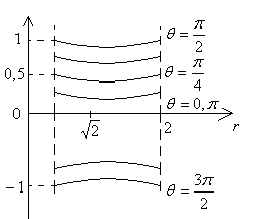 1
θ = π/2
0,5
θ = π/4
0
θ = 0, π
√2
2
r
−1
θ = 3π/2